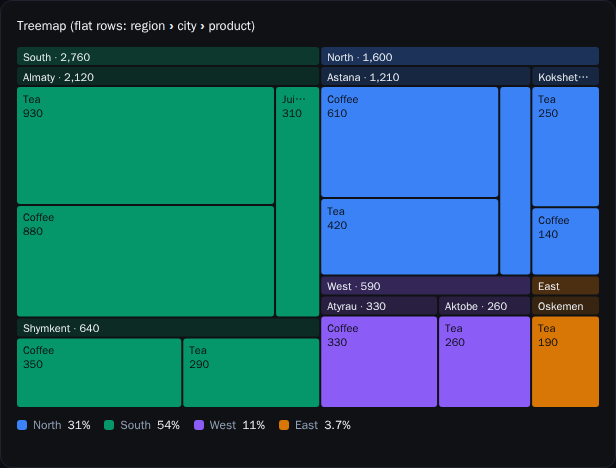 Treemap (flat rows: region › city › product)
South · 2,760
North · 1,600
Almaty · 2,120
Astana · 1,210
Kokshet···
Tea
930
Jui···
310
Coffee
610
Tea
250
Coffee
880
Tea
420
Coffee
140
West · 590
East
Atyrau · 330
Aktobe · 260
Oskemen
Shymkent · 640
Coffee
330
Tea
260
Tea
190
Coffee
350
Tea
290
North 31% South 54% West 11% East 3.7%